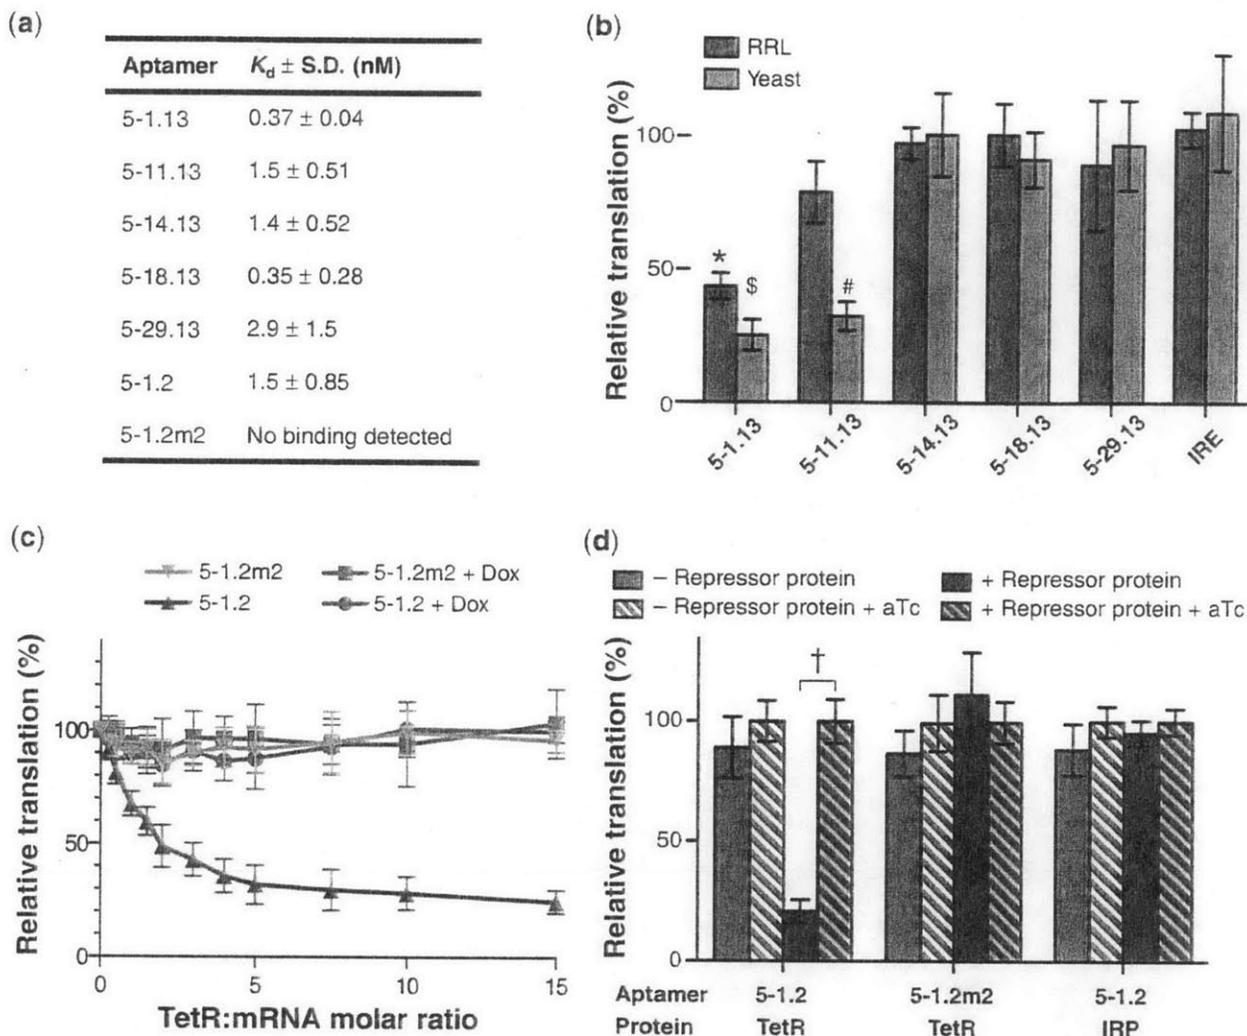 (a)
Aptamer Kd ± S.D. (nM)
5-1.13 0.37 ± 0.04
5-11.13 1.5 ± 0.51
5-14.13 1.4 ± 0.52
5-18.13 0.35 ± 0.28
5-29.13 2.9 ± 1.5
5-1.2 1.5 ± 0.85
5-1.2m2 No binding detected
(b)
RRL
Yeast
Relative translation (%)
100
50
0
*
$
#
5-1.13
5-11.13
5-14.13
5-18.13
5-29.13
IRE
(c)
5-1.2m2 5-1.2m2 + Dox
5-1.2 5-1.2 + Dox
Relative translation (%)
100
50
0
0 5 10 15
TetR:mRNA molar ratio
(d)
− Repressor protein + Repressor protein
− Repressor protein + aTc + Repressor protein + aTc
Relative translation (%)
100
50
0
†
Aptamer 5-1.2 5-1.2m2 5-1.2
Protein TetR TetR IRP